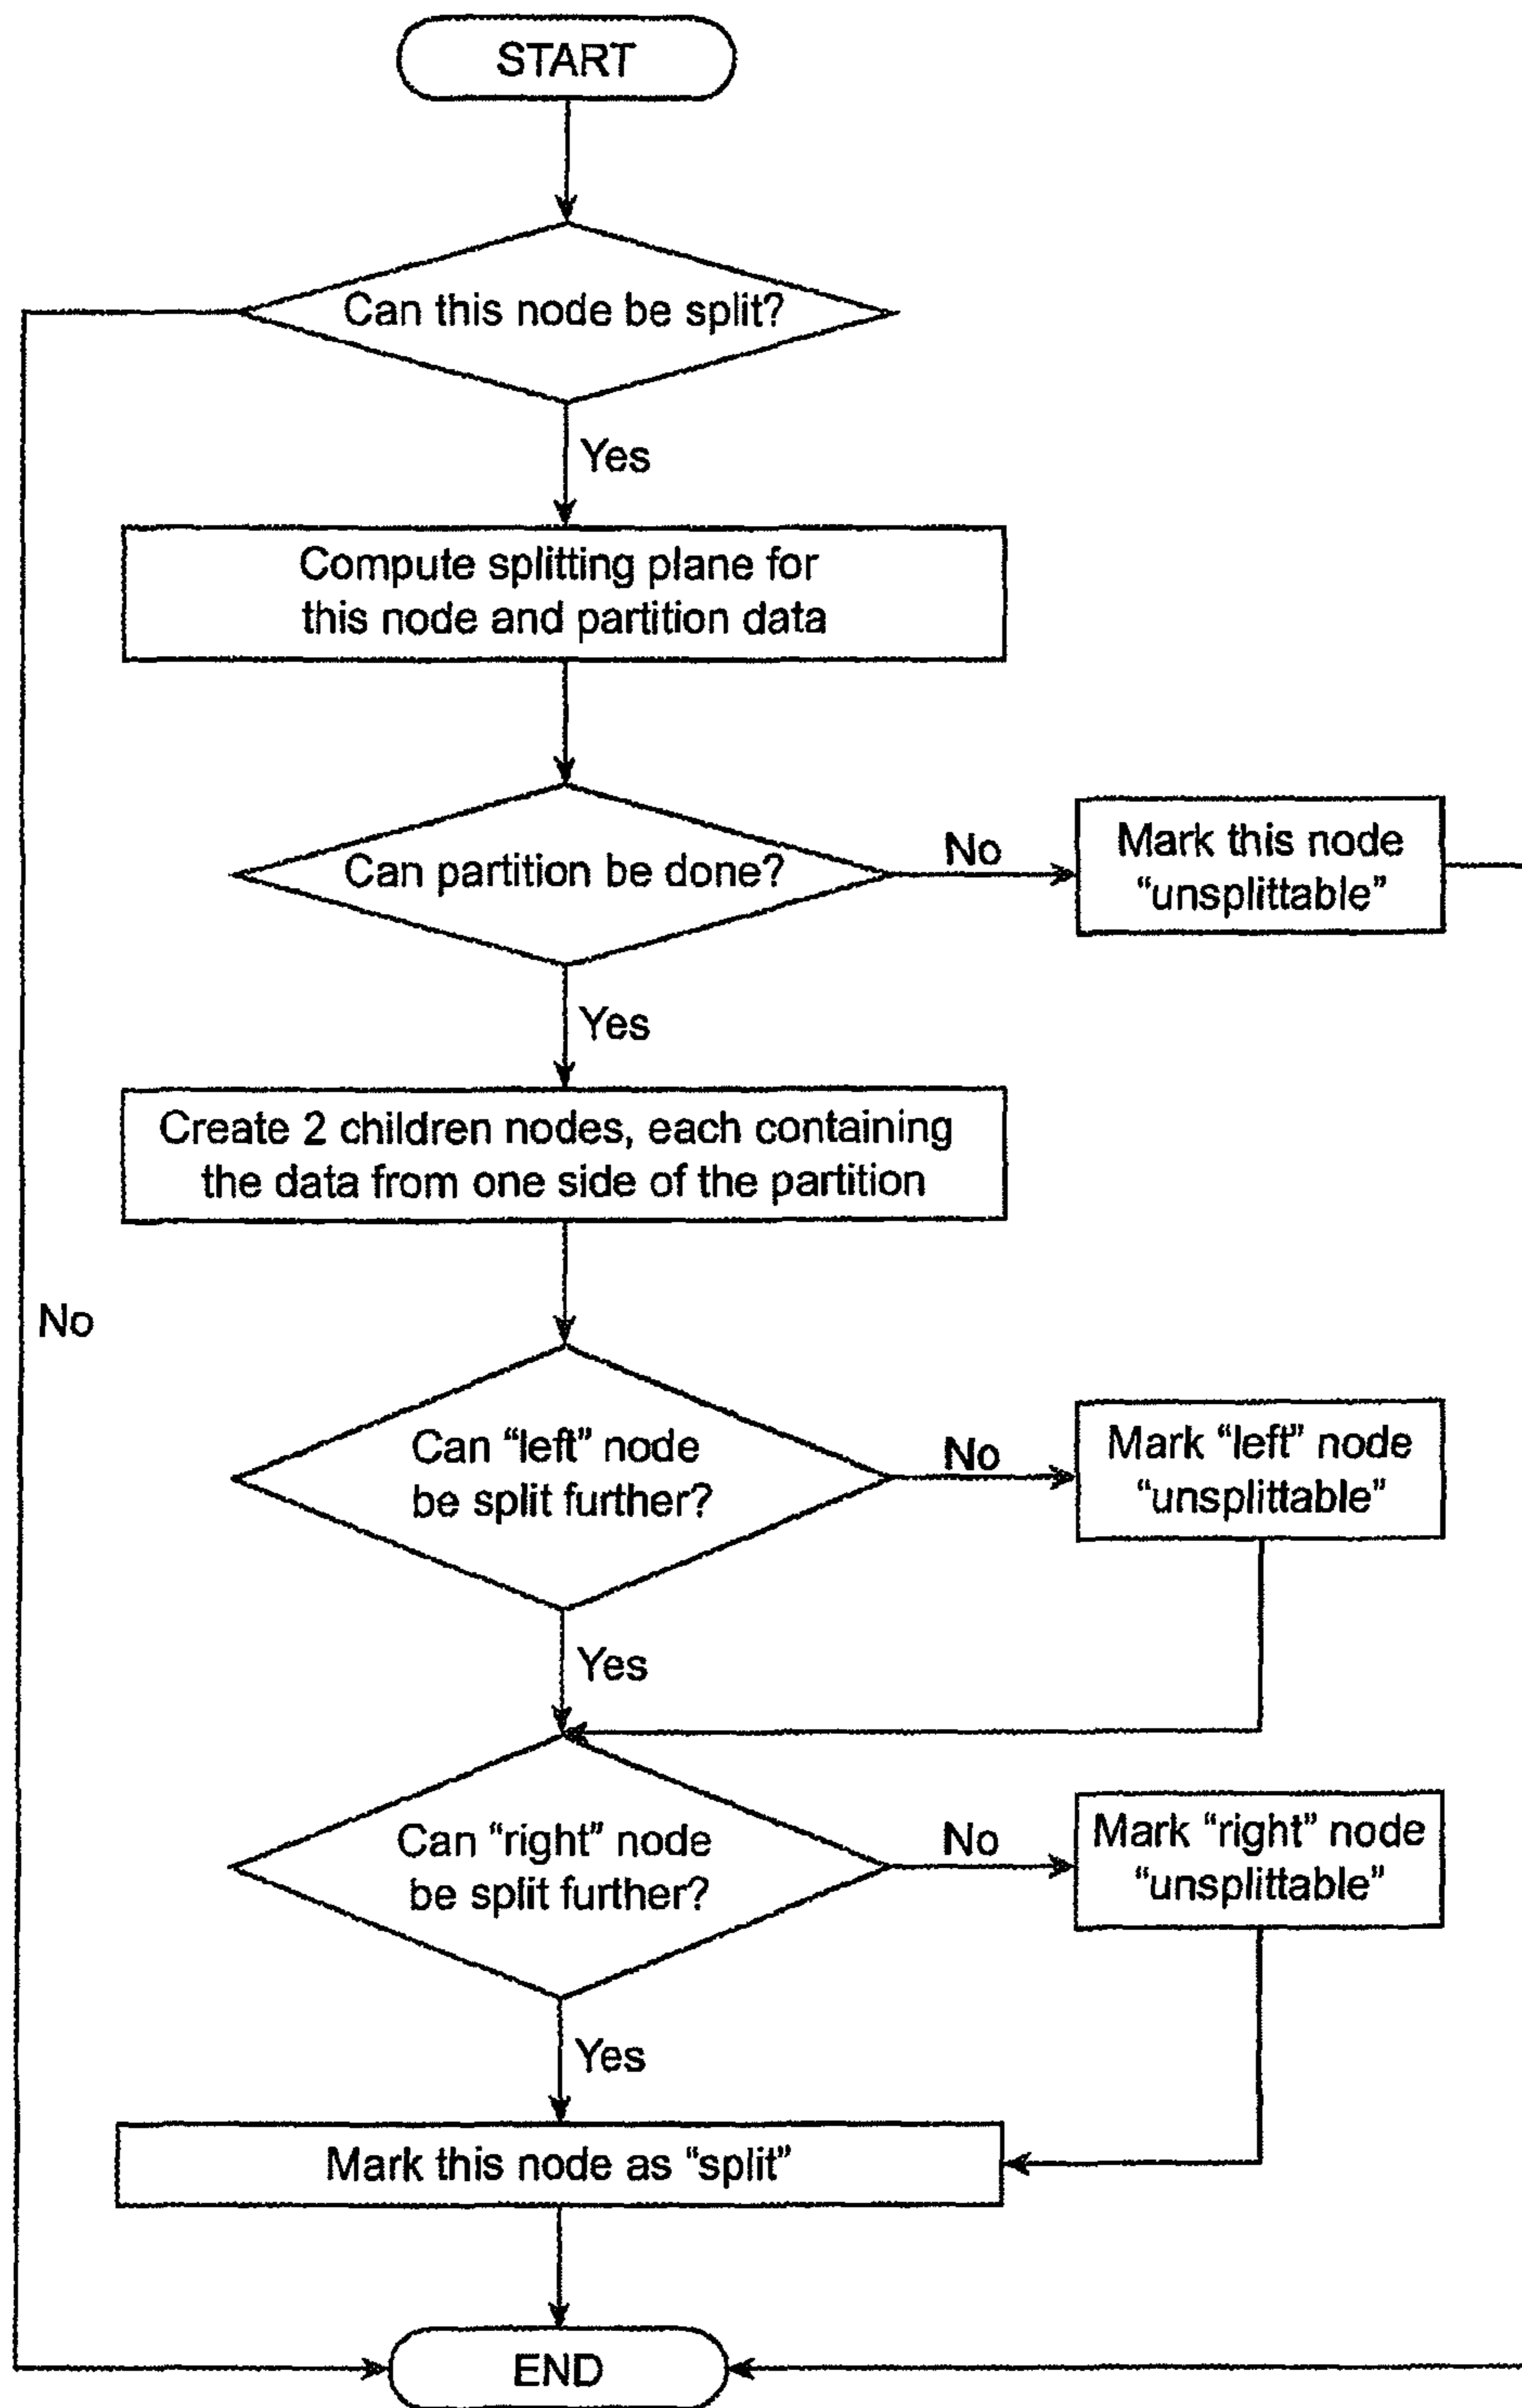 START
Can this node be split?
Yes
Compute splitting plane for
this node and partition data
Can partition be done?
No
Mark this node
“unsplittable”
Yes
Create 2 children nodes, each containing
the data from one side of the partition
No
Can “left” node
be split further?
No
Mark “left” node
“unsplittable”
Yes
Can “right” node
be split further?
No
Mark “right” node
“unsplittable”
Yes
Mark this node as “split”
END